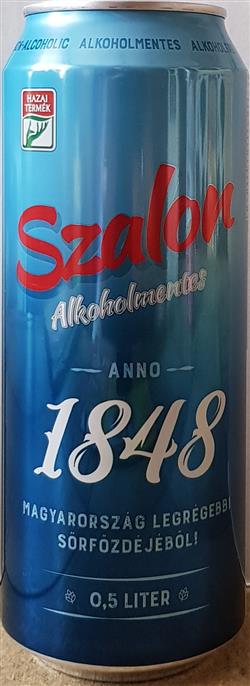 N-ALCOHOLIC ALKOHOLMENTES ALKOHOL
HAZAI
TERMÉK
Szalon
Alkoholmentes
ANNO
1848
MAGYARORSZÁG LEGRÉGEBBI
SÖRFŐZDÉJÉBŐL!
0,5 LITER